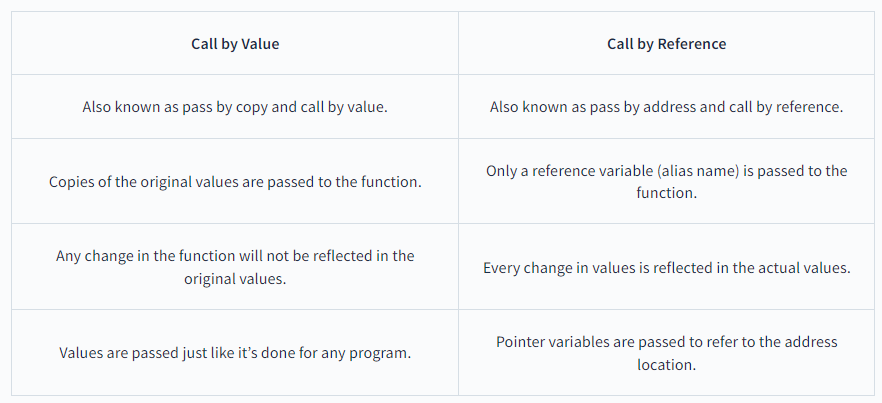 Call by Value
Call by Reference
Also known as pass by copy and call by value.
Also known as pass by address and call by reference.
Copies of the original values are passed to the function.
Only a reference variable (alias name) is passed to the
function.
Any change in the function will not be reflected in the
original values.
Every change in values is reflected in the actual values.
Values are passed just like it’s done for any program.
Pointer variables are passed to refer to the address
location.